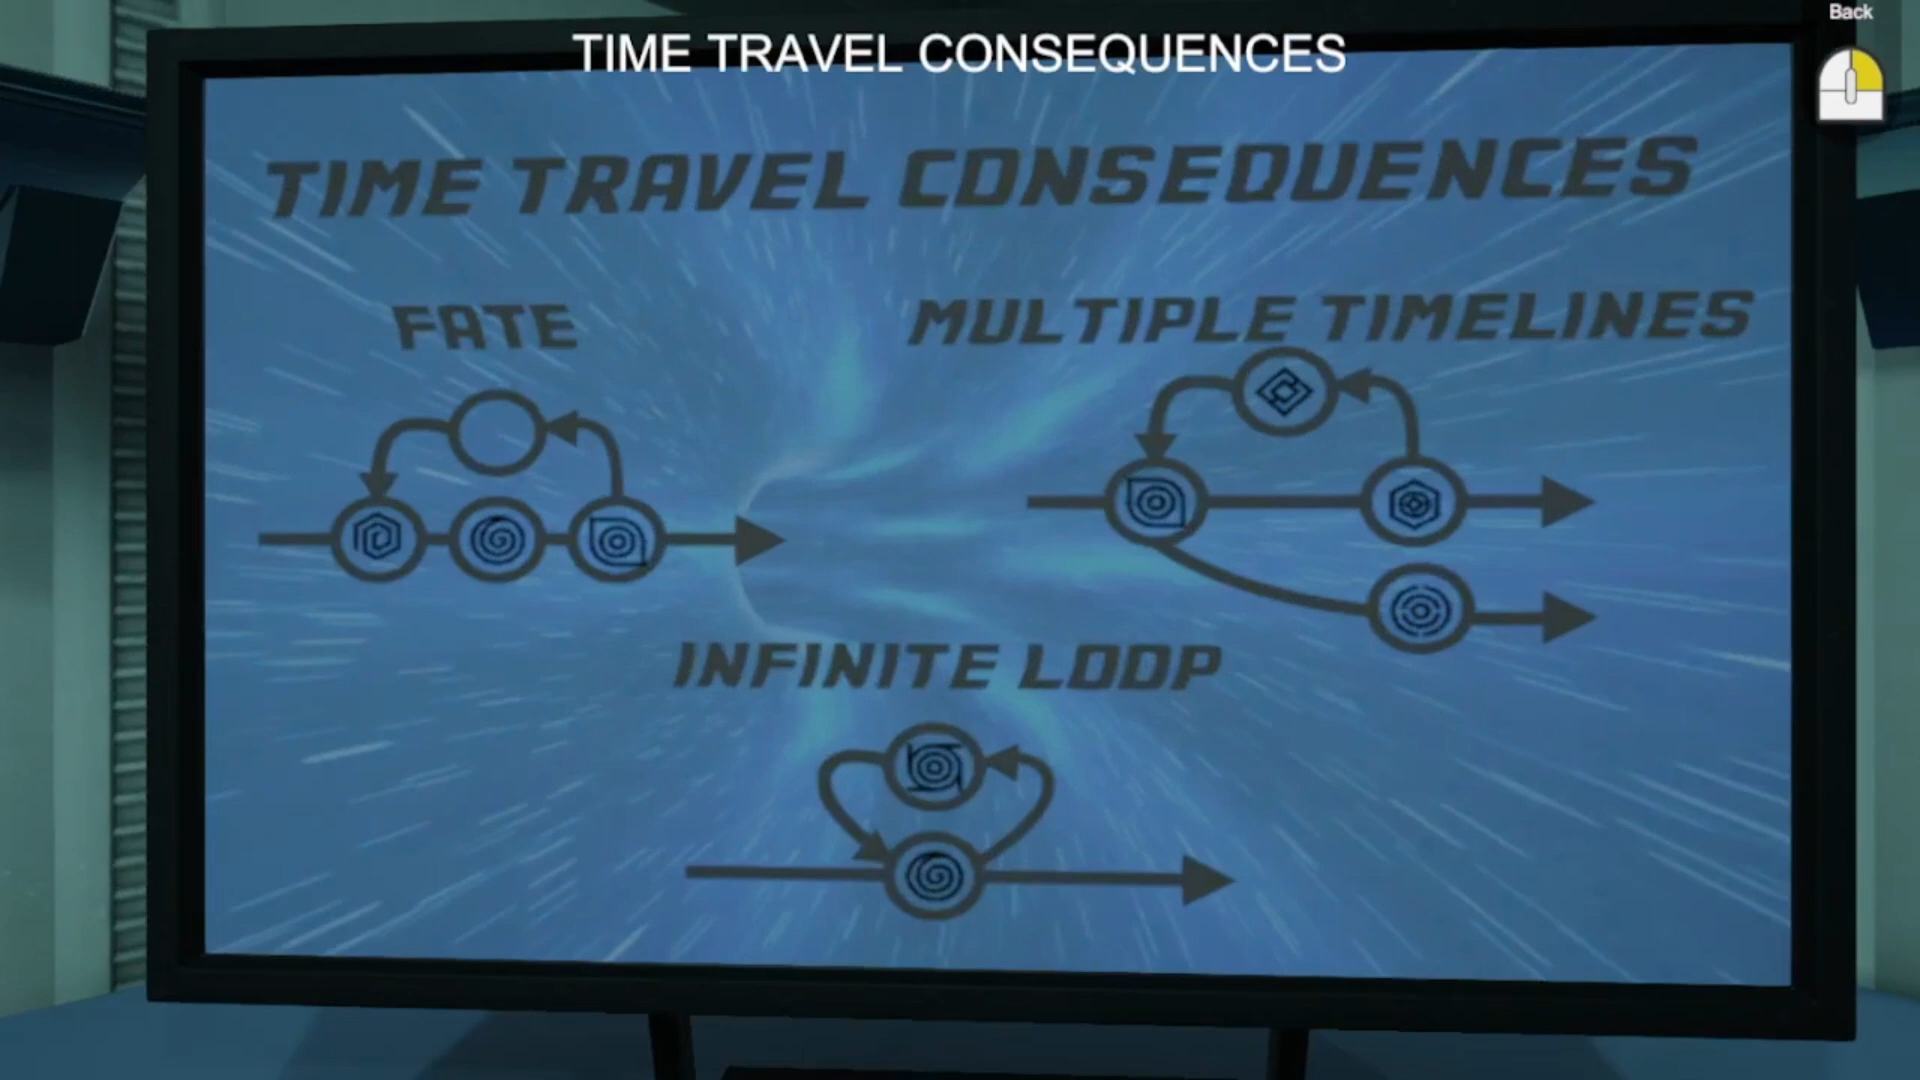 Back
TIME TRAVEL CONSEQUENCES
TIME TRAVEL CONSEQUENCES
FATE
MULTIPLE TIMELINES
INFINITE LOOP